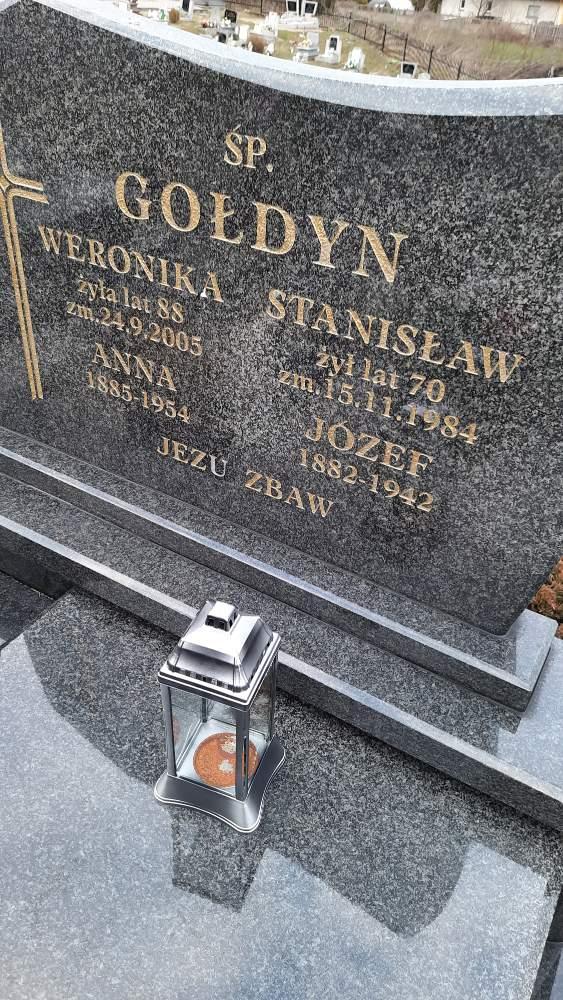 ŚP.
GOŁDYN
WERONIKA
żyła lat 88
zm.24.9.2005
ANNA
1885-1954
STANISŁAW
żył lat 70
zm.15.11.1984
JÓZEF
1882-1942
JEZU ZBAW